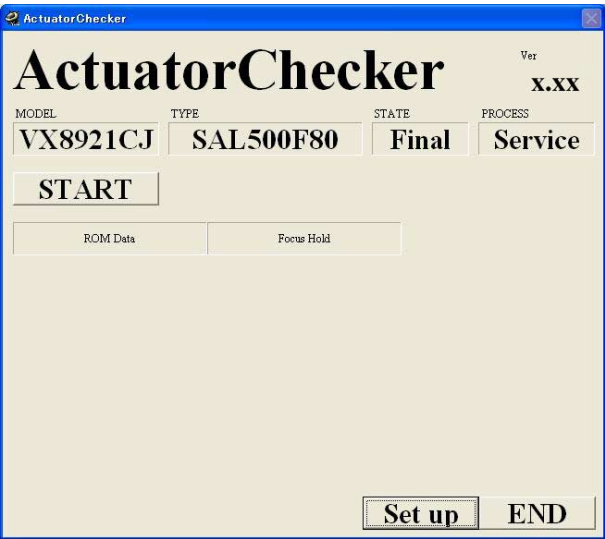 ActuatorChecker
ActuatorChecker
Ver
x.xx
MODEL TYPE STATE PROCESS
VX8921CJ SAL500F80 Final Service
START
ROM Data Focus Hold
Set up END